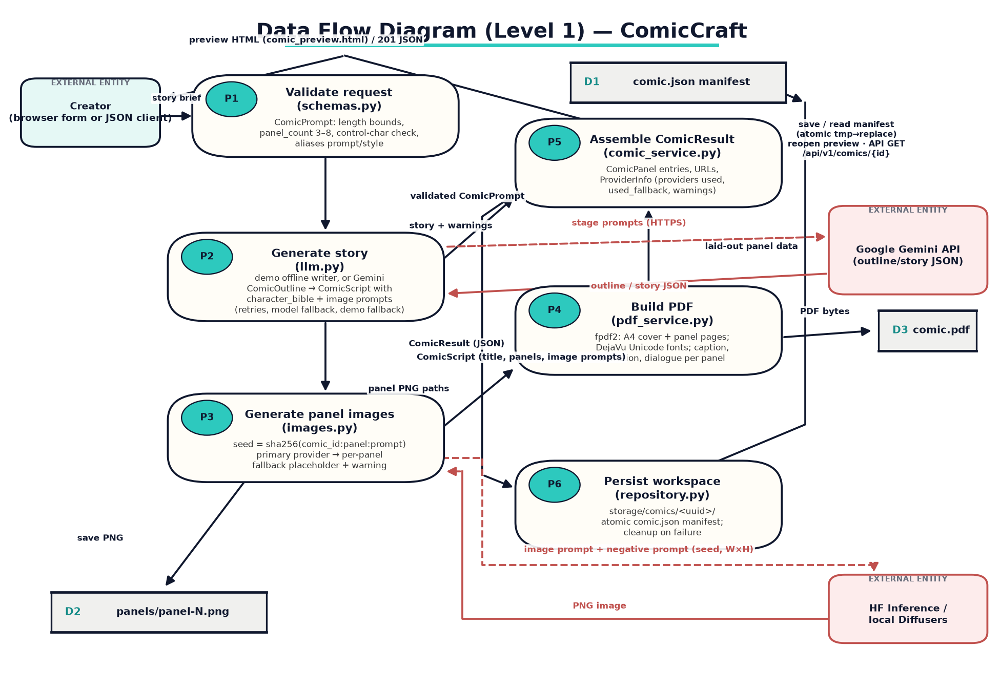 Data Flow Diagram (Level 1) — ComicCraft
preview HTML (comic_preview.html) / 201 JSON
EXTERNAL ENTITY
Creator
(browser form or JSON client)
story brief
P1
Validate request
(schemas.py)
ComicPrompt: length bounds,
panel_count 3–8, control-char check,
aliases prompt/style
D1
comic.json manifest
save / read manifest
(atomic tmp→replace)
reopen preview · API GET
/api/v1/comics/{id}
P5
Assemble ComicResult
(comic_service.py)
ComicPanel entries, URLs,
ProviderInfo (providers used,
used_fallback, warnings)
validated ComicPrompt
story + warnings
stage prompts (HTTPS)
laid-out panel data
EXTERNAL ENTITY
Google Gemini API
(outline/story JSON)
P2
Generate story
(llm.py)
demo offline writer, or Gemini
ComicOutline → ComicScript with
character_bible + image prompts
(retries, model fallback, demo fallback)
outline / story JSON
P4
Build PDF
(pdf_service.py)
fpdf2: A4 cover + panel pages;
DejaVu Unicode fonts; caption,
dialogue per panel
PDF bytes
D3 comic.pdf
ComicResult (JSON)
ComicScript (title, panels, image prompts)
panel PNG paths
P3
Generate panel images
(images.py)
seed = sha256(comic_id:panel:prompt)
primary provider → per-panel
fallback placeholder + warning
P6
Persist workspace
(repository.py)
storage/comics/<uuid>/
atomic comic.json manifest;
cleanup on failure
image prompt + negative prompt (seed, W×H)
save PNG
EXTERNAL ENTITY
HF Inference /
local Diffusers
D2
panels/panel-N.png
PNG image